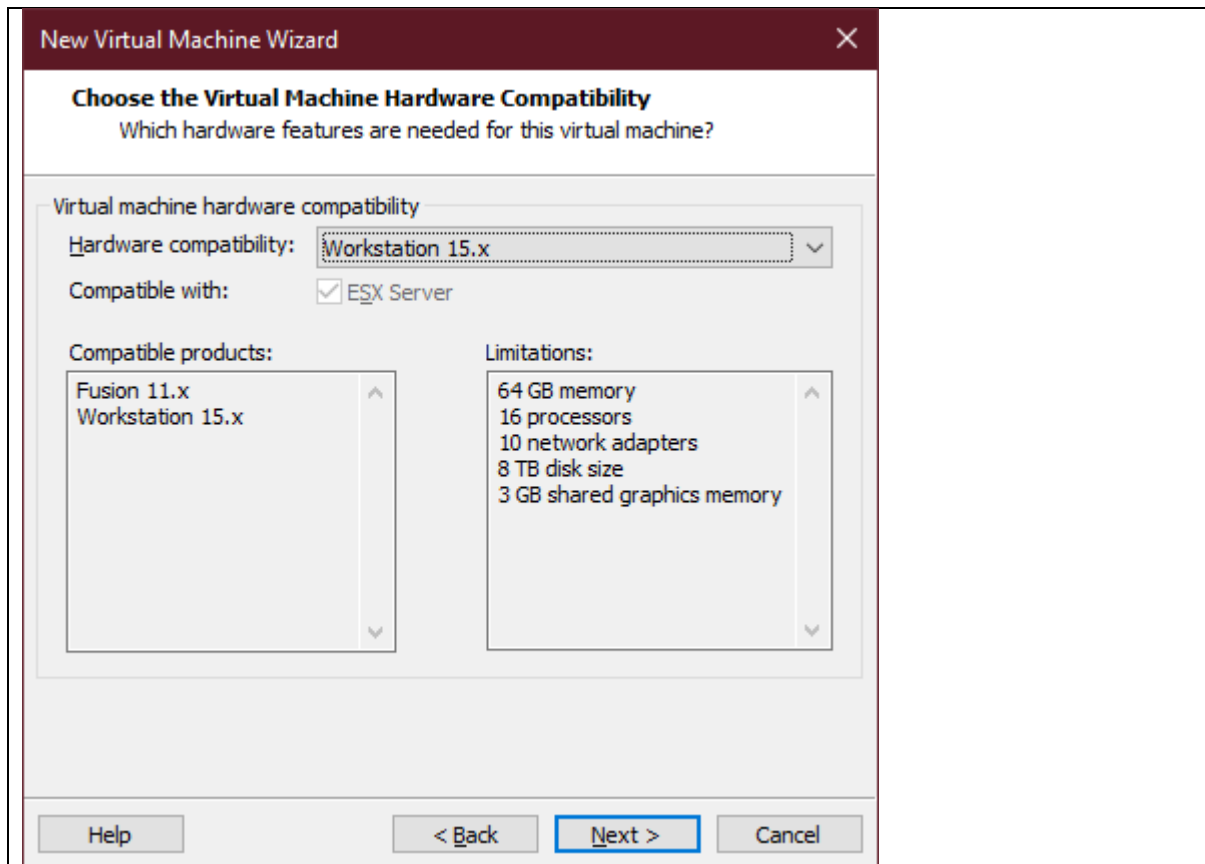 New Virtual Machine Wizard
Choose the Virtual Machine Hardware Compatibility
Which hardware features are needed for this virtual machine?
Virtual machine hardware compatibility
Hardware compatibility: Workstation 15.x
Compatible with: ESX Server
Compatible products:
Fusion 11.x
Workstation 15.x
Limitations:
64 GB memory
16 processors
10 network adapters
8 TB disk size
3 GB shared graphics memory
Help < Back Next > Cancel